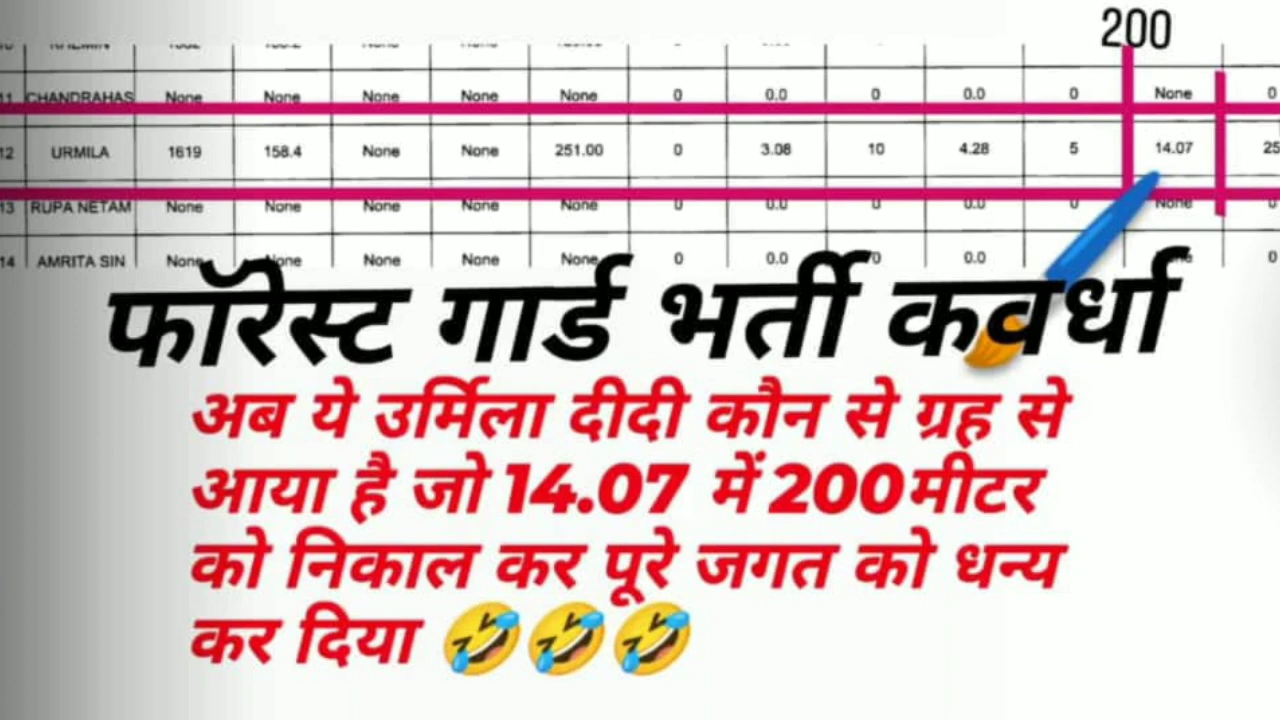 200
11 CHANDRAHAS None None None None None 0 0.0 0 0.0 0 None 0
12 URMILA 1619 158.4 None None 251.00 0 3.08 10 4.28 5 14.07 25
13 RUPA NETAM None None None None None 0 0.0 0 0.0 0 None 0
14 AMRITA SIN None None None None None 0 0.0 0 0.0 0
फॉरेस्ट गार्ड भर्ती कवर्धा
अब ये उर्मिला दीदी कौन से ग्रह से
आया है जो 14.07 में 200मीटर
को निकाल कर पूरे जगत को धन्य
कर दिया 🤣🤣🤣